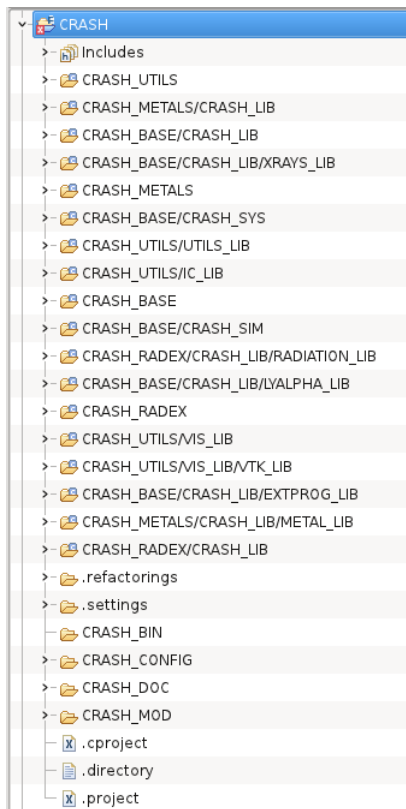 CRASH
Includes
CRASH_UTILS
CRASH_METALS/CRASH_LIB
CRASH_BASE/CRASH_LIB
CRASH_BASE/CRASH_LIB/XRAYS_LIB
CRASH_METALS
CRASH_BASE/CRASH_SYS
CRASH_UTILS/UTILS_LIB
CRASH_UTILS/IC_LIB
CRASH_BASE
CRASH_BASE/CRASH_SIM
CRASH_RADEX/CRASH_LIB/RADIATION_LIB
CRASH_BASE/CRASH_LIB/LYALPHA_LIB
CRASH_RADEX
CRASH_UTILS/VIS_LIB
CRASH_UTILS/VIS_LIB/VTK_LIB
CRASH_BASE/CRASH_LIB/EXTPROG_LIB
CRASH_METALS/CRASH_LIB/METAL_LIB
CRASH_RADEX/CRASH_LIB
.refactorings
.settings
CRASH_BIN
CRASH_CONFIG
CRASH_DOC
CRASH_MOD
.cproject
.directory
.project